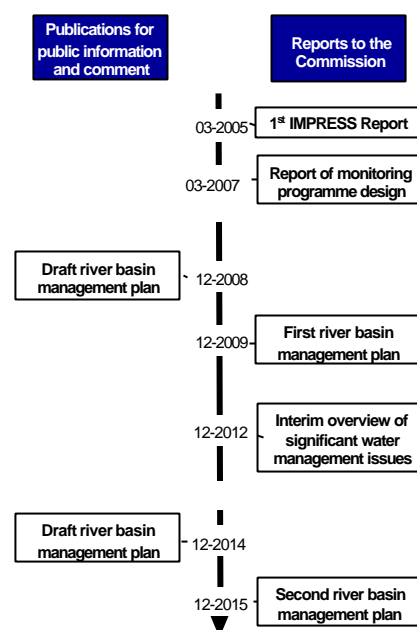 Publications for
public information
and comment
Reports to the
Commission
03-2005
1st IMPRESS Report
03-2007
Report of monitoring
programme design
Draft river basin
management plan
12-2008
12-2009
First river basin
management plan
12-2012
Interim overview of
significant water
management issues
Draft river basin
management plan
12-2014
12-2015
Second river basin
management plan